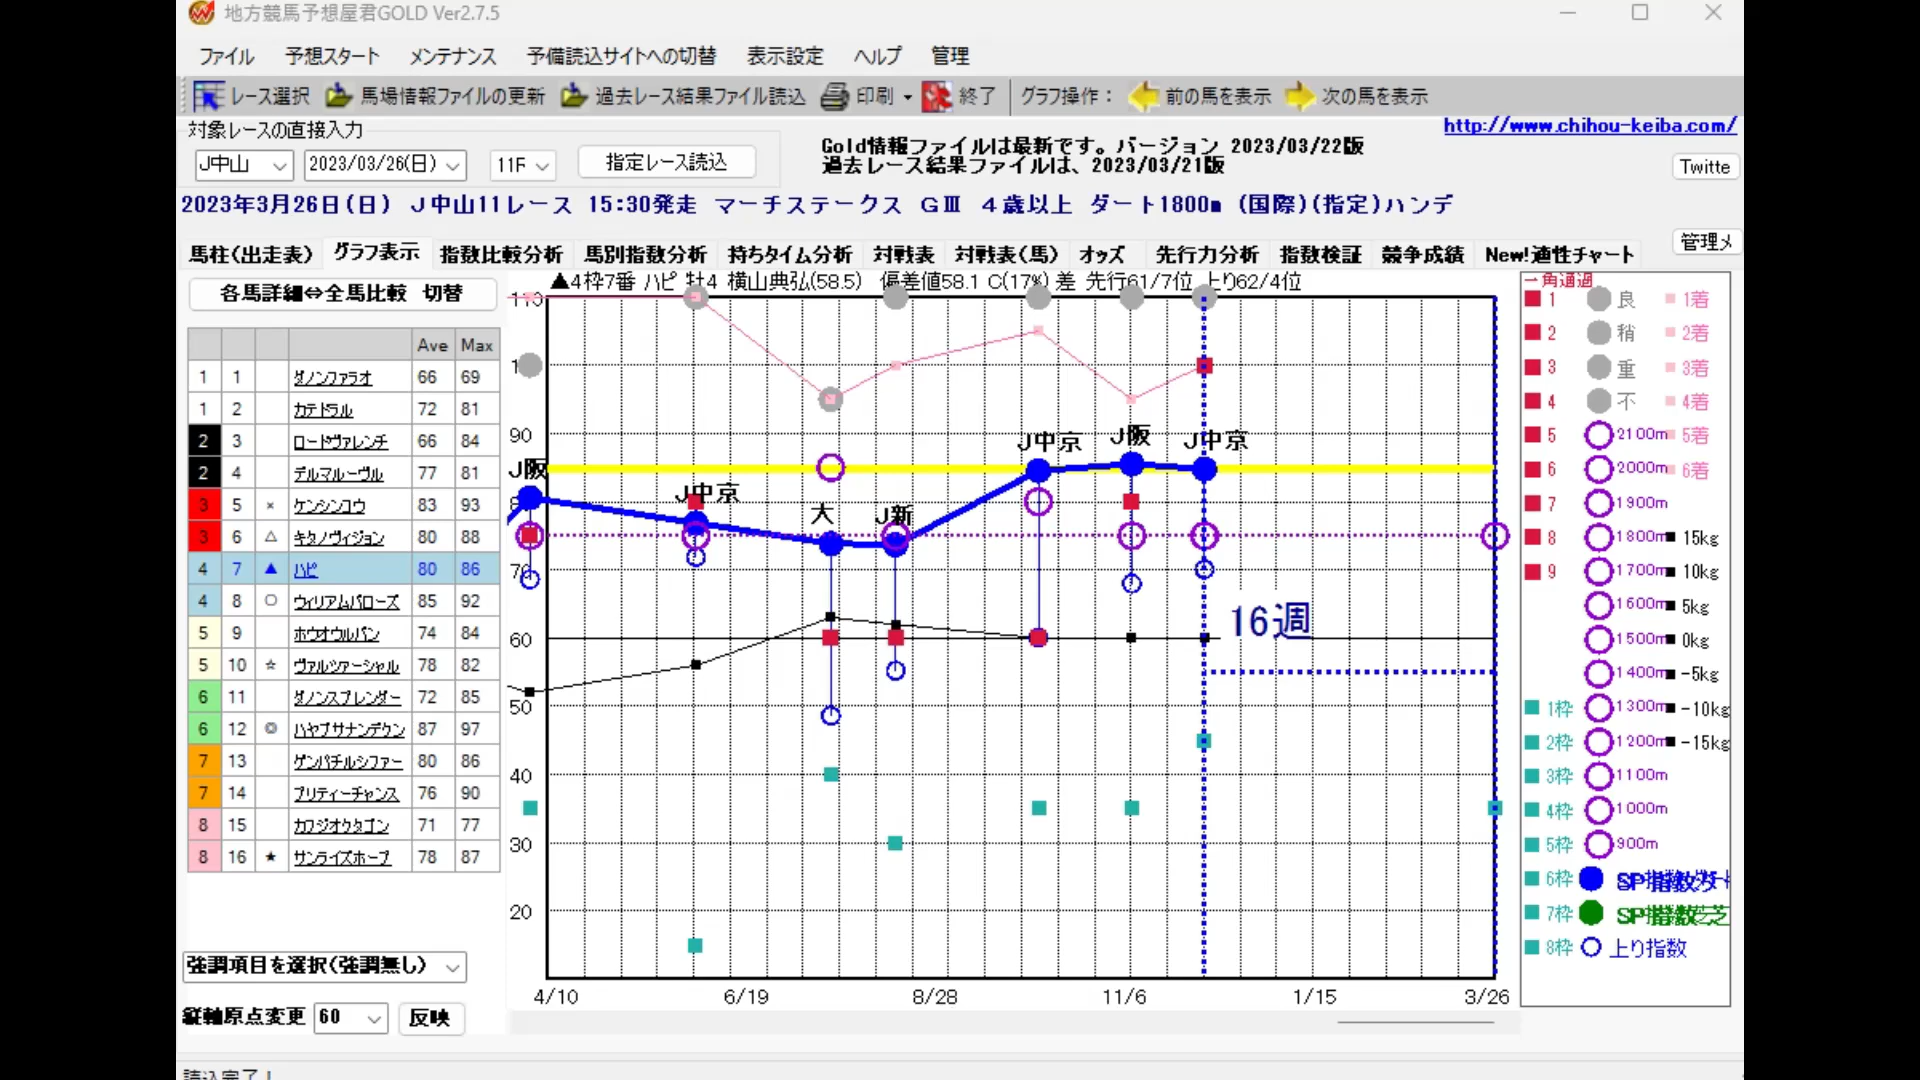 地方競馬予想屋君GOLD Ver2.7.5
ファイル 予想スタート メンテナンス 予備読込サイトへの切替 表示設定 ヘルプ 管理
レース選択 馬場情報ファイルの更新 過去レース結果ファイル読込 印刷 終了 グラフ操作： 前の馬を表示 次の馬を表示
対象レースの直接入力
http://www.chihou-keiba.com/
J中山 2023/03/26(日) 11F 指定レース読込
Gold情報ファイルは最新です。バージョン 2023/03/22版
過去レース結果ファイルは、2023/03/21版
Twitte
2023年3月26日(日) J中山11レース 15:30発走 マーチステークス GⅢ 4歳以上 ダート1800m (国際)(指定)ハンデ
管理メ
馬柱(出走表) グラフ表示 指数比較分析 馬別指数分析 持ちタイム分析 対戦表 対戦表(馬) オッズ 先行力分析 指数検証 競争成績 New!適性チャート
各馬詳細⇔全馬比較 切替
▲4枠7番 ハピ 牡4 横山典弘(58.5) 偏差値58.1 C(17%) 差 先行61/7位 上り62/4位
Ave Max
1 1 ダノンファラオ 66 69
1 2 カテドラル 72 81
2 3 ロードヴァレンチ 66 84
2 4 デルマルーヴル 77 81
3 5 × ケンシンコウ 83 93
3 6 △ キタノヴィジョン 80 88
4 7 ▲ ハピ 80 86
4 8 ○ ウィリアムバローズ 85 92
5 9 ホウオウルバン 74 84
5 10 ☆ ヴァルツァーシャル 78 82
6 11 ダノンスプレンダー 72 85
6 12 ◎ ハヤブサナンデクン 87 97
7 13 ゲンパチルシファー 80 86
7 14 プリティーチャンス 76 90
8 15 カフジオクタゴン 71 77
8 16 ★ サンライズホープ 78 87
強調項目を選択(強調無し)
縦軸原点変更 60 反映
110
90
60
50
40
30
20
J阪
J中京
大
J新
J中京
J阪
J中京
16週
4/10 6/19 8/28 11/6 1/15 3/26
一角通過
1 良 1着
2 稍 2着
3 重 3着
4 不 4着
5 2100m 5着
6 2000m 6着
7 1900m
8 1800m 15kg
9 1700m 10kg
1600m 5kg
1500m 0kg
1400m -5kg
1枠 1300m -10kg
2枠 1200m -15kg
3枠 1100m
4枠 1000m
5枠 900m
6枠 SP指数
7枠 SP指数 芝
8枠 上り指数
読込完了！